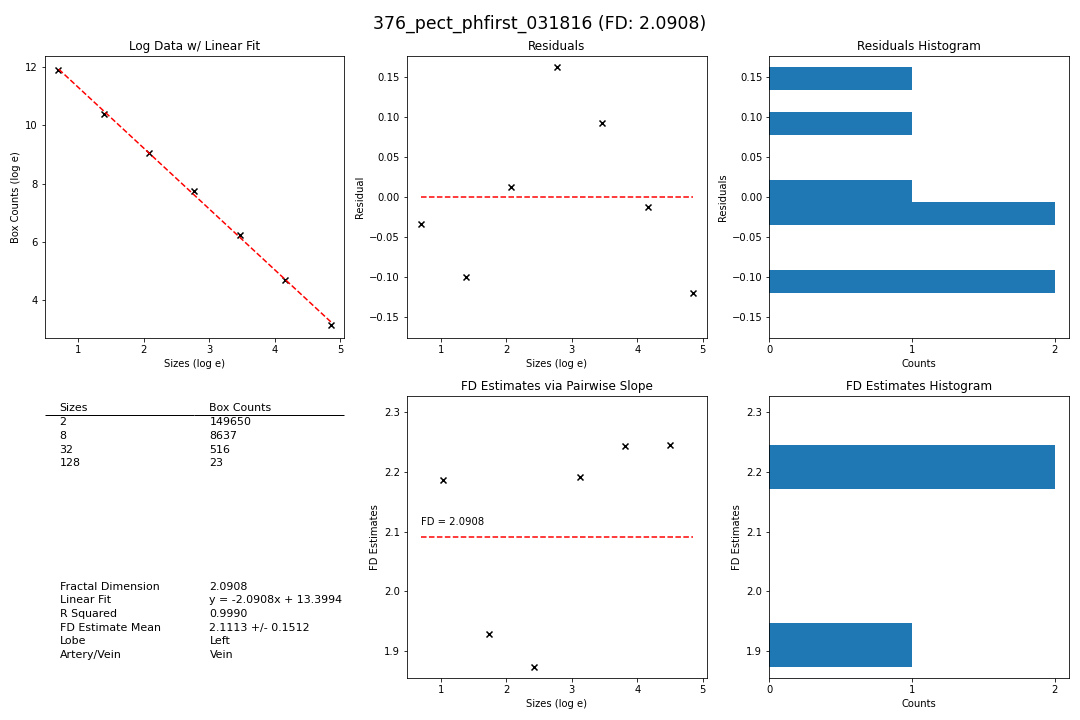 376_pect_phfirst_031816 (FD: 2.0908)
Log Data w/ Linear Fit
12
10
8
6
4
Box Counts (log e)
1 2 3 4 5
Sizes (log e)
Residuals
0.15
0.10
0.05
0.00
−0.05
−0.10
−0.15
Residual
1 2 3 4 5
Sizes (log e)
Residuals Histogram
0.15
0.10
0.05
0.00
−0.05
−0.10
−0.15
Residuals
0 1 2
Counts
Sizes Box Counts
2 149650
8 8637
32 516
128 23
Fractal Dimension 2.0908
Linear Fit y = -2.0908x + 13.3994
R Squared 0.9990
FD Estimate Mean 2.1113 +/- 0.1512
Lobe Left
Artery/Vein Vein
FD Estimates via Pairwise Slope
2.3
2.2
2.1
2.0
1.9
FD Estimates
FD = 2.0908
1 2 3 4 5
Sizes (log e)
FD Estimates Histogram
2.3
2.2
2.1
2.0
1.9
FD Estimates
0 1 2
Counts